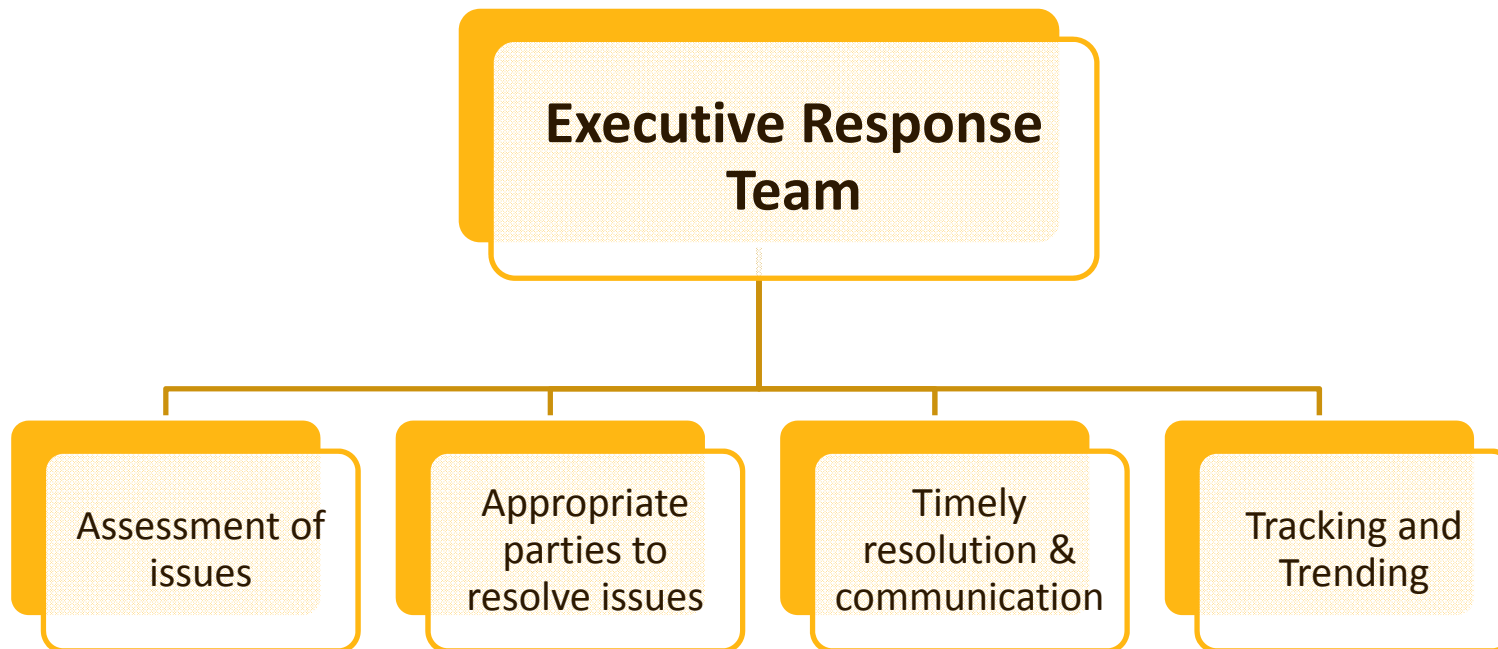 Executive Response
Team
Assessment of
issues
Appropriate
parties to
resolve issues
Timely
resolution &
communication
Tracking and
Trending